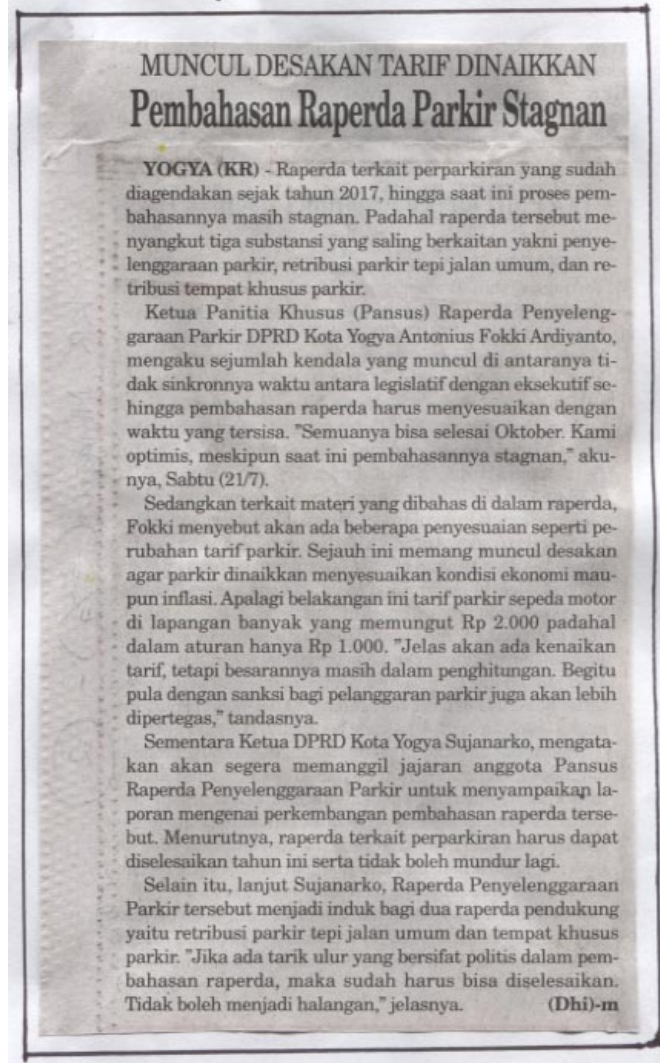 MUNCUL DESAKAN TARIF DINAIKKAN
Pembahasan Raperda Parkir Stagnan
YOGYA (KR) - Raperda terkait perparkiran yang sudah
diagendakan sejak tahun 2017, hingga saat ini proses pem-
bahasannya masih stagnan. Padahal raperda tersebut me-
nyangkut tiga substansi yang saling berkaitan yakni penye-
lenggaraan parkir, retribusi parkir tepi jalan umum, dan re-
tribusi tempat khusus parkir.
Ketua Panitia Khusus (Pansus) Raperda Penyeleng-
garaan Parkir DPRD Kota Yogya Antonius Fokki Ardiyanto,
mengaku sejumlah kendala yang muncul di antaranya ti-
dak sinkronnya waktu antara legislatif dengan eksekutif se-
hingga pembahasan raperda harus menyesuaikan dengan
waktu yang tersisa. "Semuanya bisa selesai Oktober. Kami
optimis, meskipun saat ini pembahasannya stagnan," aku-
nya, Sabtu (21/7).
Sedangkan terkait materi yang dibahas di dalam raperda,
Fokki menyebut akan ada beberapa penyesuaian seperti pe-
rubahan tarif parkir. Sejauh ini memang muncul desakan
agar parkir dinaikkan menyesuaikan kondisi ekonomi mau-
pun inflasi. Apalagi belakangan ini tarif parkir sepeda motor
di lapangan banyak yang memungut Rp 2.000 padahal
dalam aturan hanya Rp 1.000. "Jelas akan ada kenaikan
tarif, tetapi besarannya masih dalam penghitungan. Begitu
pula dengan sanksi bagi pelanggaran parkir juga akan lebih
dipertegas," tandasnya.
Sementara Ketua DPRD Kota Yogya Sujanarko, mengata-
kan akan segera memanggil jajaran anggota Pansus
Raperda Penyelenggaraan Parkir untuk menyampaikan la-
poran mengenai perkembangan pembahasan raperda terse-
but. Menurutnya, raperda terkait perparkiran harus dapat
diselesaikan tahun ini serta tidak boleh mundur lagi.
Selain itu, lanjut Sujanarko, Raperda Penyelenggaraan
Parkir tersebut menjadi induk bagi dua raperda pendukung
yaitu retribusi parkir tepi jalan umum dan tempat khusus
parkir. "Jika ada tarik ulur yang bersifat politis dalam pem-
bahasan raperda, maka sudah harus bisa diselesaikan.
Tidak boleh menjadi halangan," jelasnya. (Dhi)-m